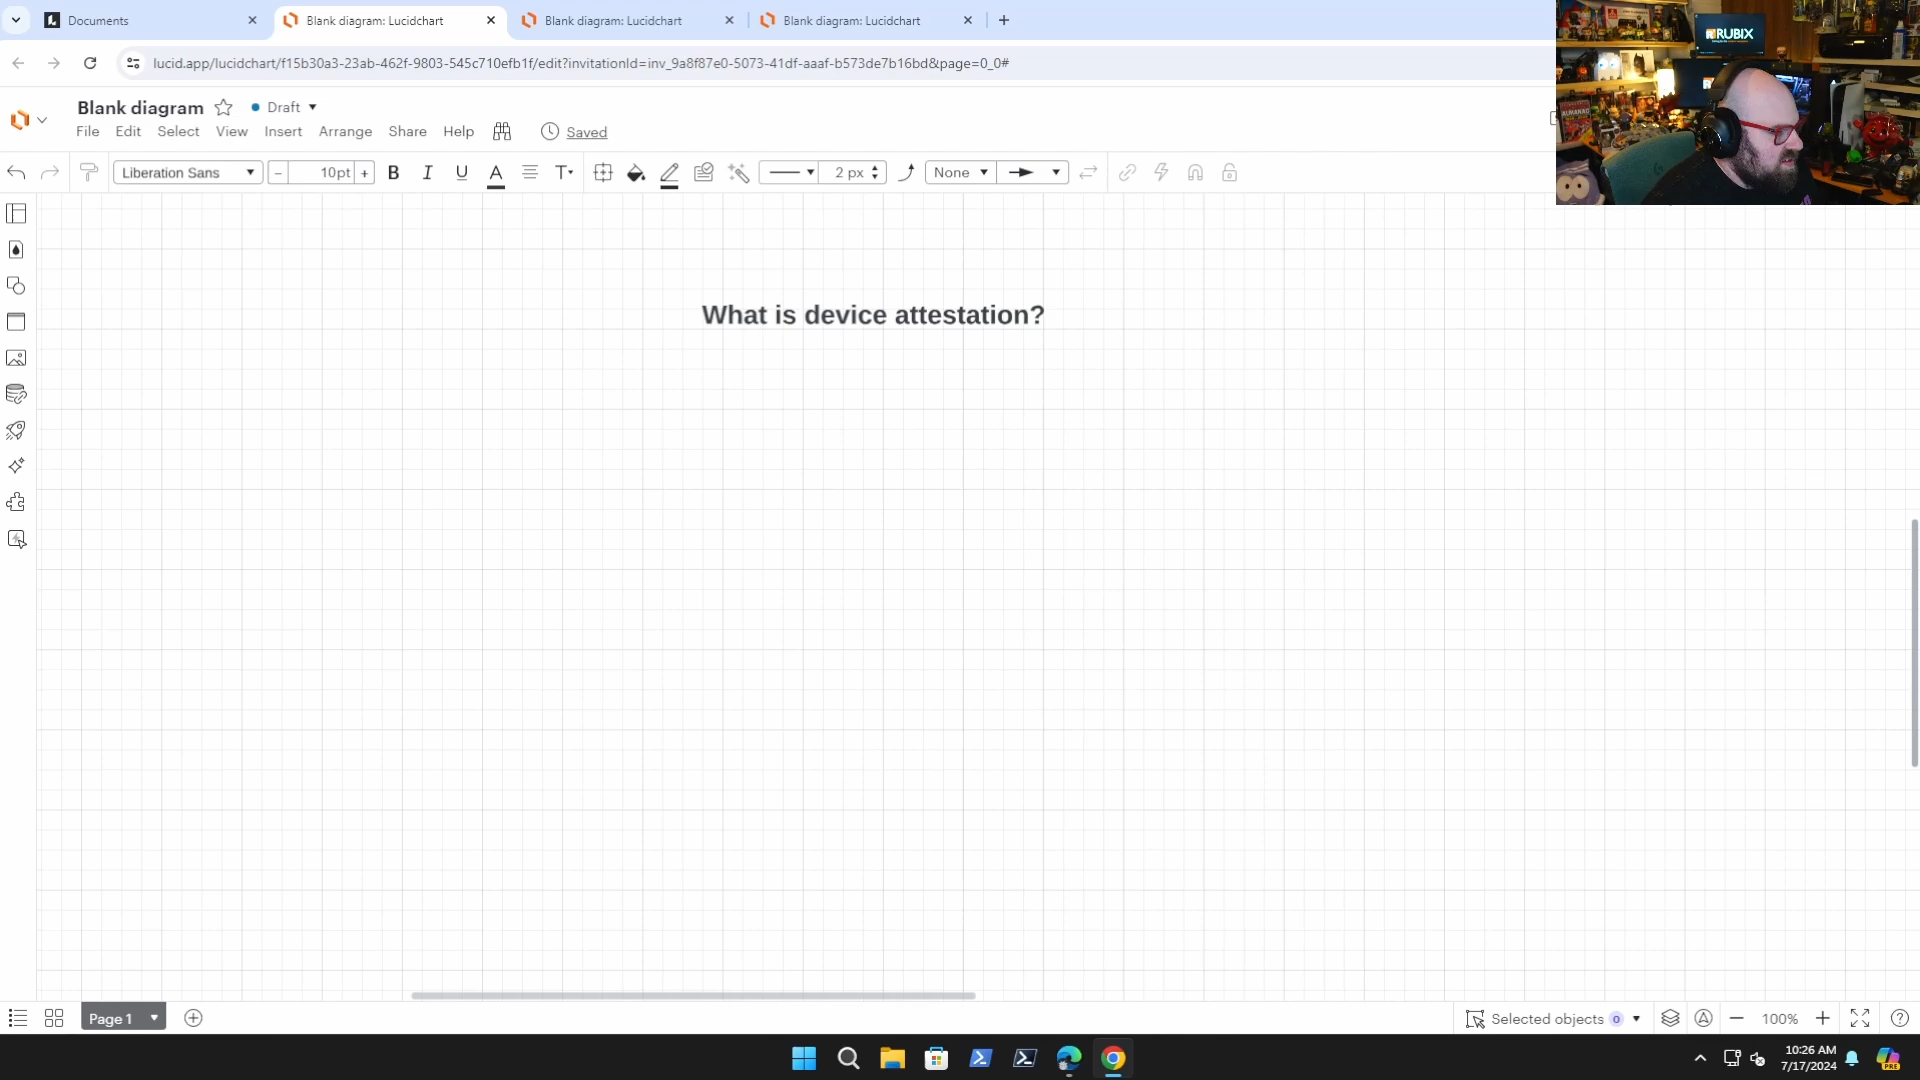 Documents
Blank diagram: Lucidchart
Blank diagram: Lucidchart
Blank diagram: Lucidchart
lucid.app/lucidchart/f15b30a3-23ab-462f-9803-545c710efb1f/edit?invitationId=inv_9a8f87e0-5073-41df-aaaf-b573de7b16bd&page=0_0#
RUBIX
Blank diagram
Draft
File Edit Select View Insert Arrange Share Help Saved
Liberation Sans
10pt
B I U A T
2 px
None
What is device attestation?
Page 1
Selected objects 0
100%
10:26 AM
7/17/2024
PRE